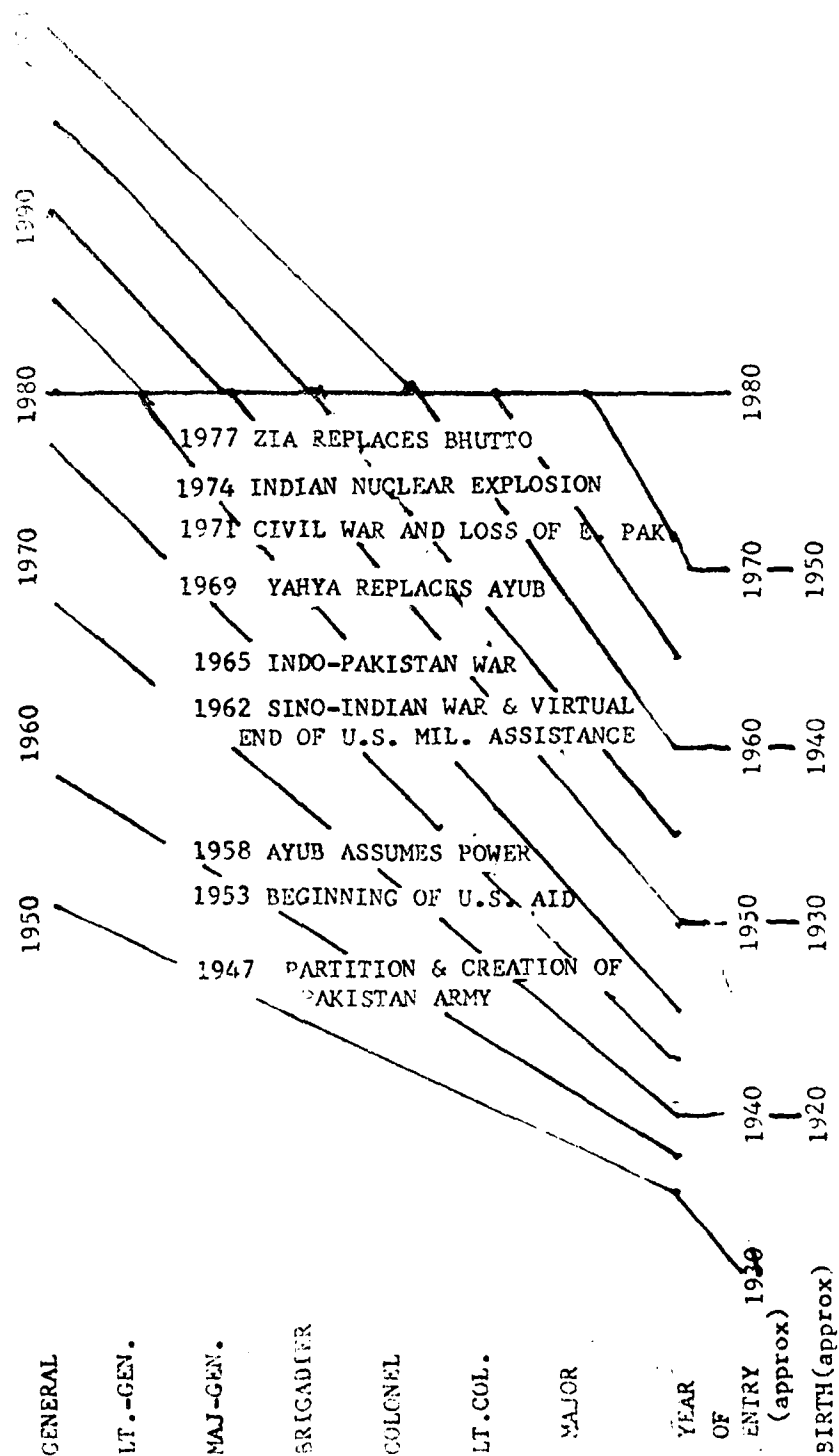 1990
1980
1970
1960
1950
GENERAL
LT.-GEN.
MAJ-GEN.
BRIGADIER
COLONEL
LT.COL.
MAJOR
YEAR
OF
ENTRY
(approx)
BIRTH(approx)
1977 ZIA REPLACES BHUTTO
1974 INDIAN NUCLEAR EXPLOSION
1971 CIVIL WAR AND LOSS OF E. PAK
1969 YAHYA REPLACES AYUB
1965 INDO-PAKISTAN WAR
1962 SINO-INDIAN WAR & VIRTUAL
END OF U.S. MIL. ASSISTANCE
1958 AYUB ASSUMES POWER
1953 BEGINNING OF U.S. AID
1947 PARTITION & CREATION OF
PAKISTAN ARMY
1980
1970
1960
1950
1940
1930
1950
1940
1930
1920